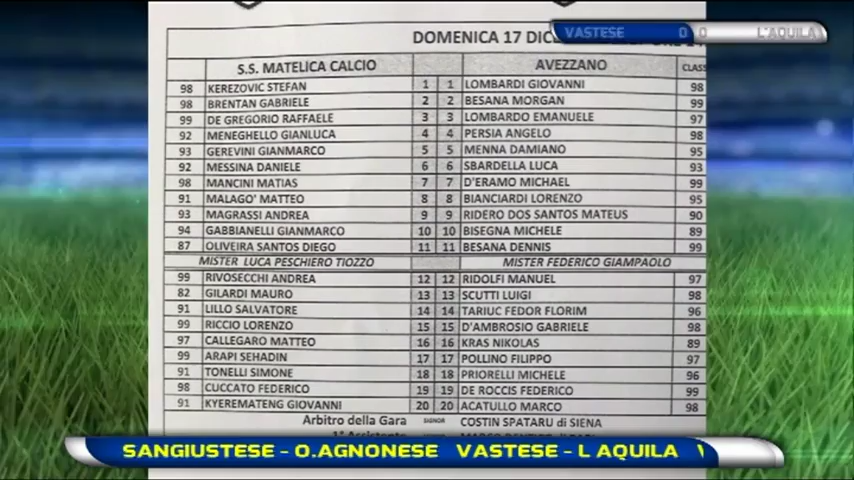 VASTESE 0 0 L'AQUILA
DOMENICA 17 DIC
S.S. MATELICA CALCIO AVEZZANO CLASS
98 KEREZOVIC STEFAN 1 1 LOMBARDI GIOVANNI 98
98 BRENTAN GABRIELE 2 2 BESANA MORGAN 99
99 DE GREGORIO RAFFAELE 3 3 LOMBARDO EMANUELE 97
92 MENEGHELLO GIANLUCA 4 4 PERSIA ANGELO 98
93 GEREVINI GIANMARCO 5 5 MENNA DAMIANO 95
92 MESSINA DANIELE 6 6 SBARDELLA LUCA 93
98 MANCINI MATIAS 7 7 D'ERAMO MICHAEL 99
91 MALAGO' MATTEO 8 8 BIANCIARDI LORENZO 95
93 MAGRASSI ANDREA 9 9 RIDERO DOS SANTOS MATEUS 90
94 GABBIANELLI GIANMARCO 10 10 BISEGNA MICHELE 89
87 OLIVEIRA SANTOS DIEGO 11 11 BESANA DENNIS 99
MISTER LUCA PESCHIERO TIOZZO MISTER FEDERICO GIAMPAOLO
99 RIVOSECCHI ANDREA 12 12 RIDOLFI MANUEL 97
82 GILARDI MAURO 13 13 SCUTTI LUIGI 98
91 LILLO SALVATORE 14 14 TARIUC FEDOR FLORIM 96
99 RICCIO LORENZO 15 15 D'AMBROSIO GABRIELE 98
97 CALLEGARO MATTEO 16 16 KRAS NIKOLAS 89
99 ARAPI SEHADIN 17 17 POLLINO FILIPPO 97
91 TONELLI SIMONE 18 18 PRIORELLI MICHELE 96
98 CUCCATO FEDERICO 19 19 DE ROCCIS FEDERICO 99
91 KYEREMATENG GIOVANNI 20 20 ACATULLO MARCO 98
Arbitro della Gara SIGNOR COSTIN SPATARU di SIENA
1° Assistente
SANGIUSTESE - O.AGNONESE VASTESE - L AQUILA